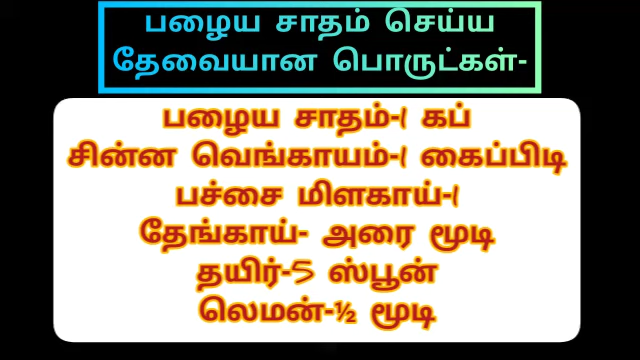 பழைய சாதம் செய்ய
தேவையான பொருட்கள்-
பழைய சாதம்-1 கப்
சின்ன வெங்காயம்-1 கைப்பிடி
பச்சை மிளகாய்-1
தேங்காய்- அரை மூடி
தயிர்-5 ஸ்பூன்
லெமன்-½ மூடி